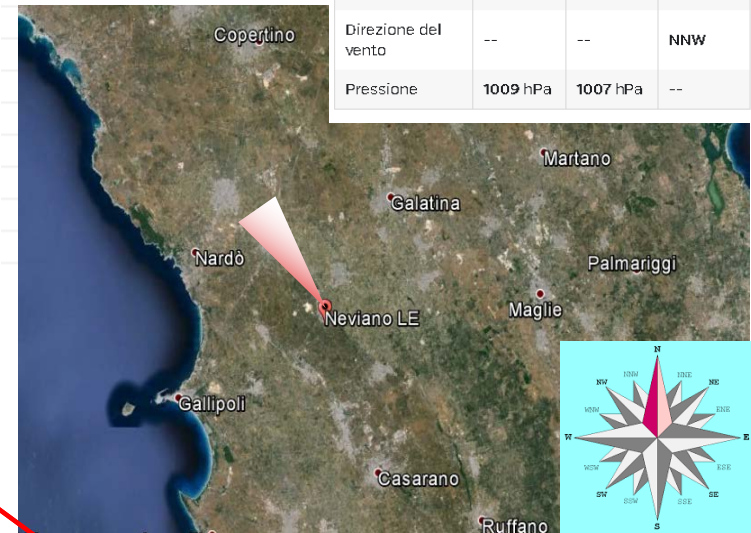 Copertino
Direzione del vento -- -- NNW
Pressione 1009 hPa 1007 hPa --
Martano
Galatina
Nardò
Palmariggi
Maglie
Neviano LE
Gallipoli
Casarano
Ruffano
N
NNW NNE
NW NE
WNW ENE
W E
WSW ESE
SW SE
SSW SSE
S